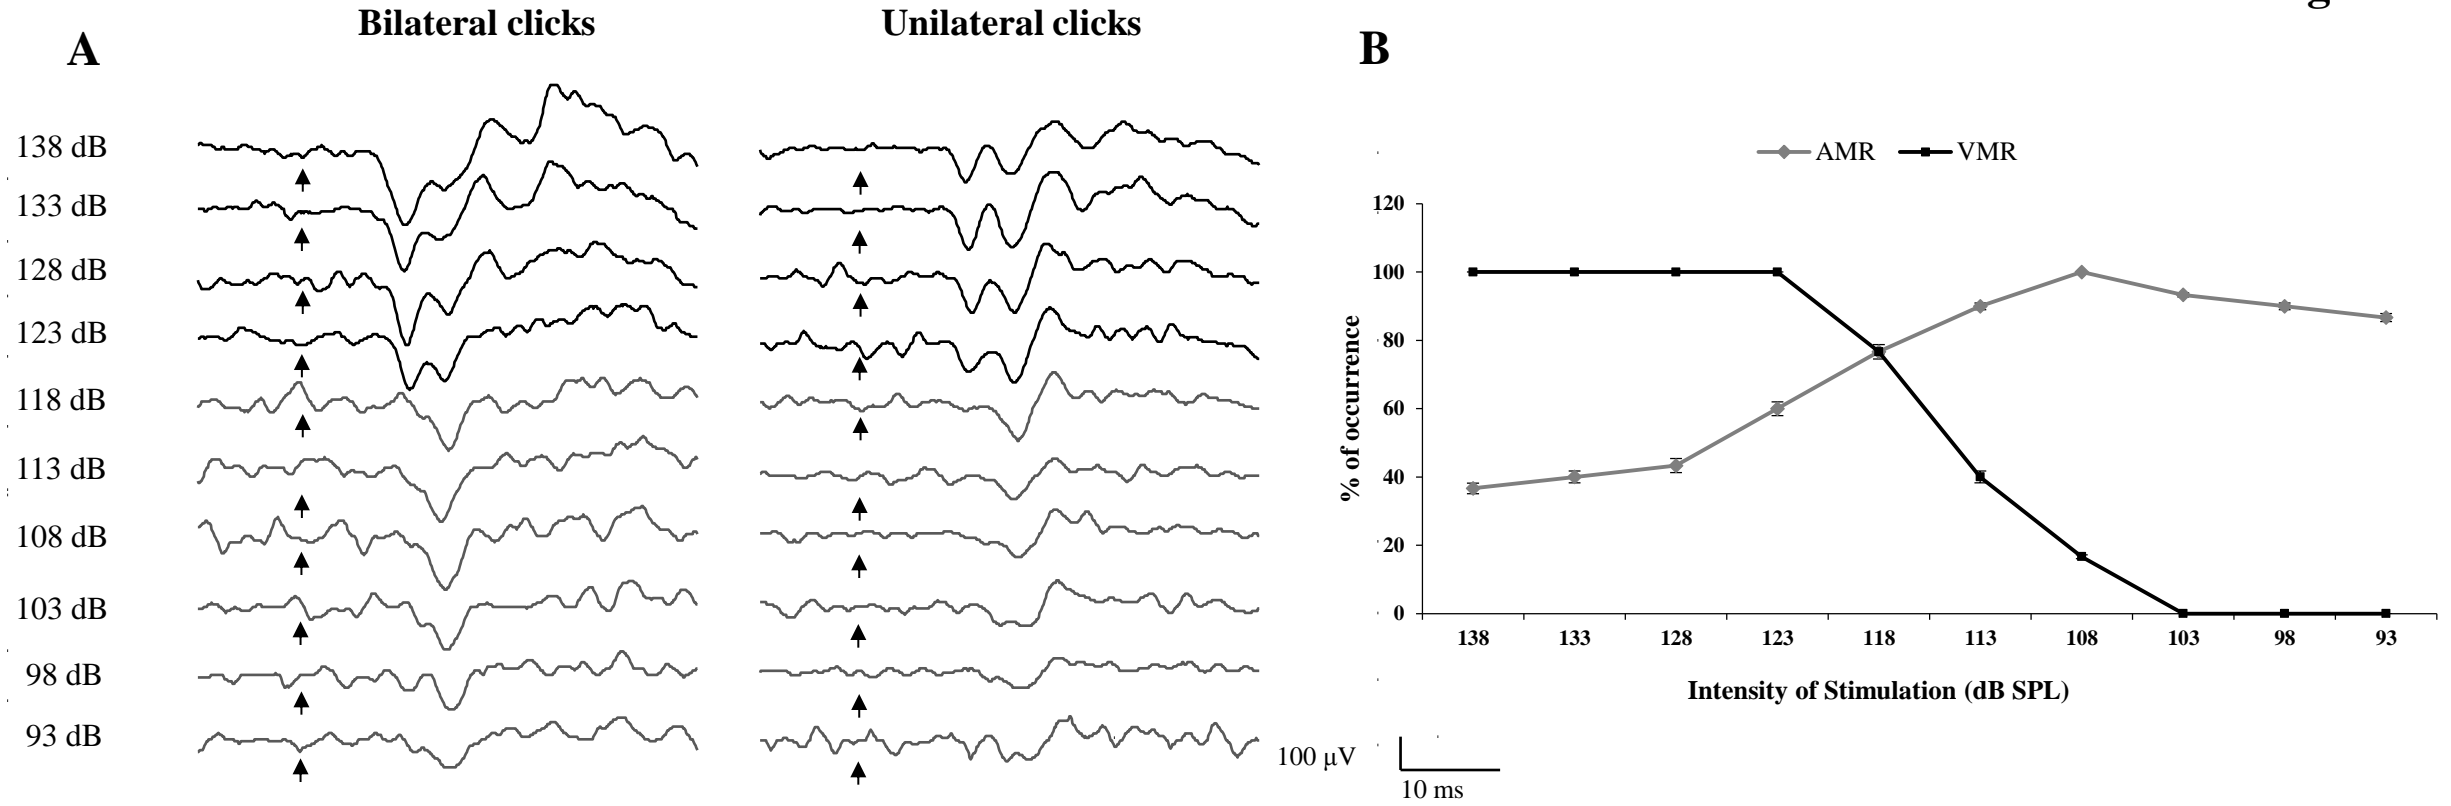 Bilateral clicks
Unilateral clicks
A
B
138 dB
133 dB
128 dB
123 dB
118 dB
113 dB
108 dB
103 dB
98 dB
93 dB
AMR
VMR
120
100
80
60
40
20
0
% of occurrence
138 133 128 123 118 113 108 103 98 93
Intensity of Stimulation (dB SPL)
100 μV
10 ms